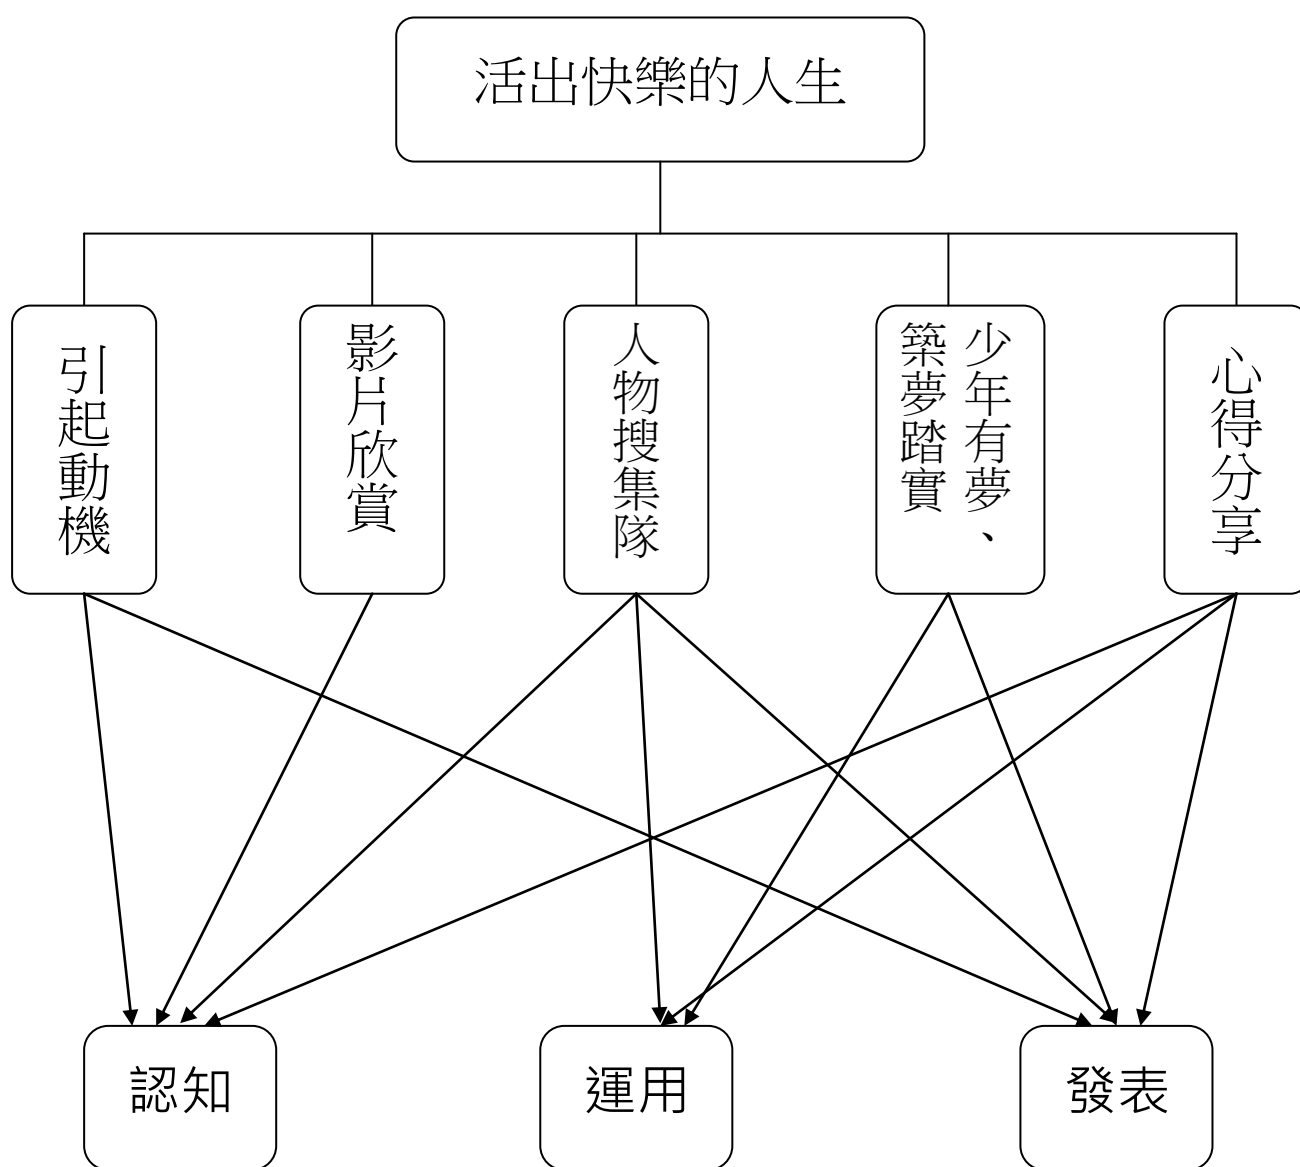 活出快樂的人生
引起動機
影片欣賞
人物搜集隊
少年有夢、
築夢踏實
心得分享
認知
運用
發表